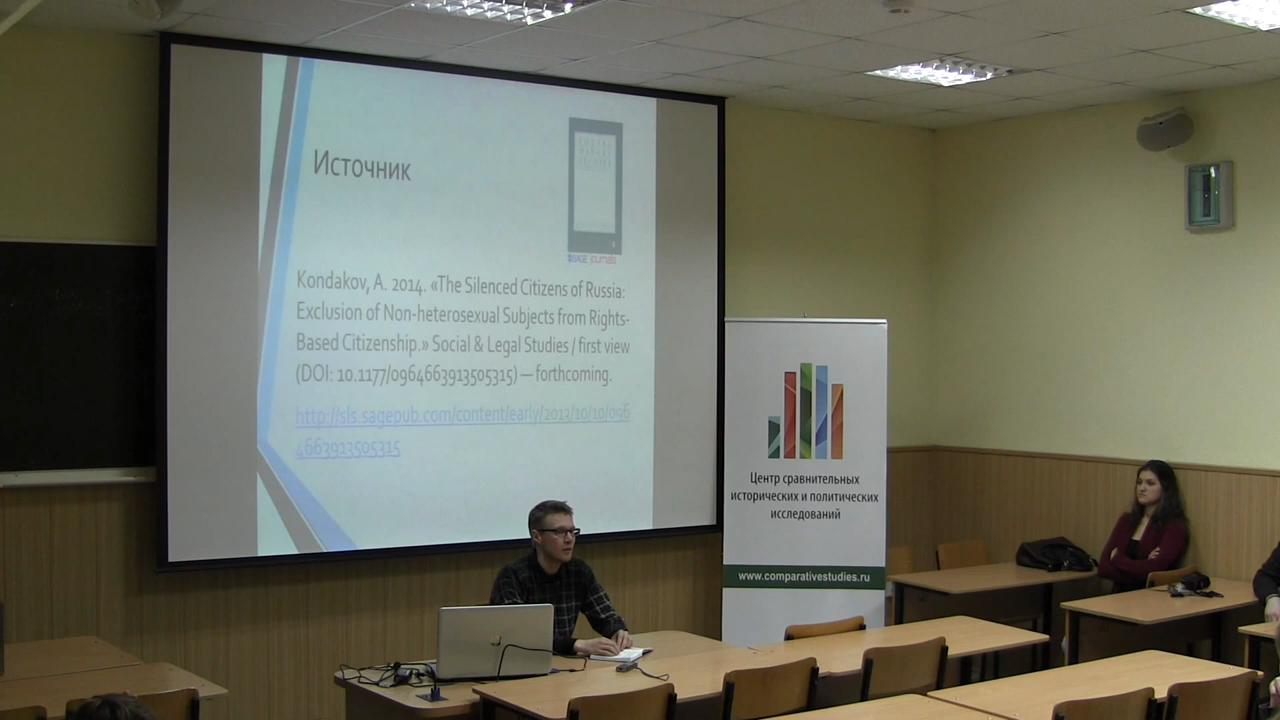 Источник
SAGE journals
Kondakov, A. 2014. «The Silenced Citizens of Russia:
Exclusion of Non-heterosexual Subjects from Rights-
Based Citizenship.» Social & Legal Studies / first view
(DOI: 10.1177/0964663913505315) — forthcoming.
http://sls.sagepub.com/content/early/2013/10/10/096
4663913505315
Центр сравнительных
исторических и политических
исследований
www.comparativestudies.ru